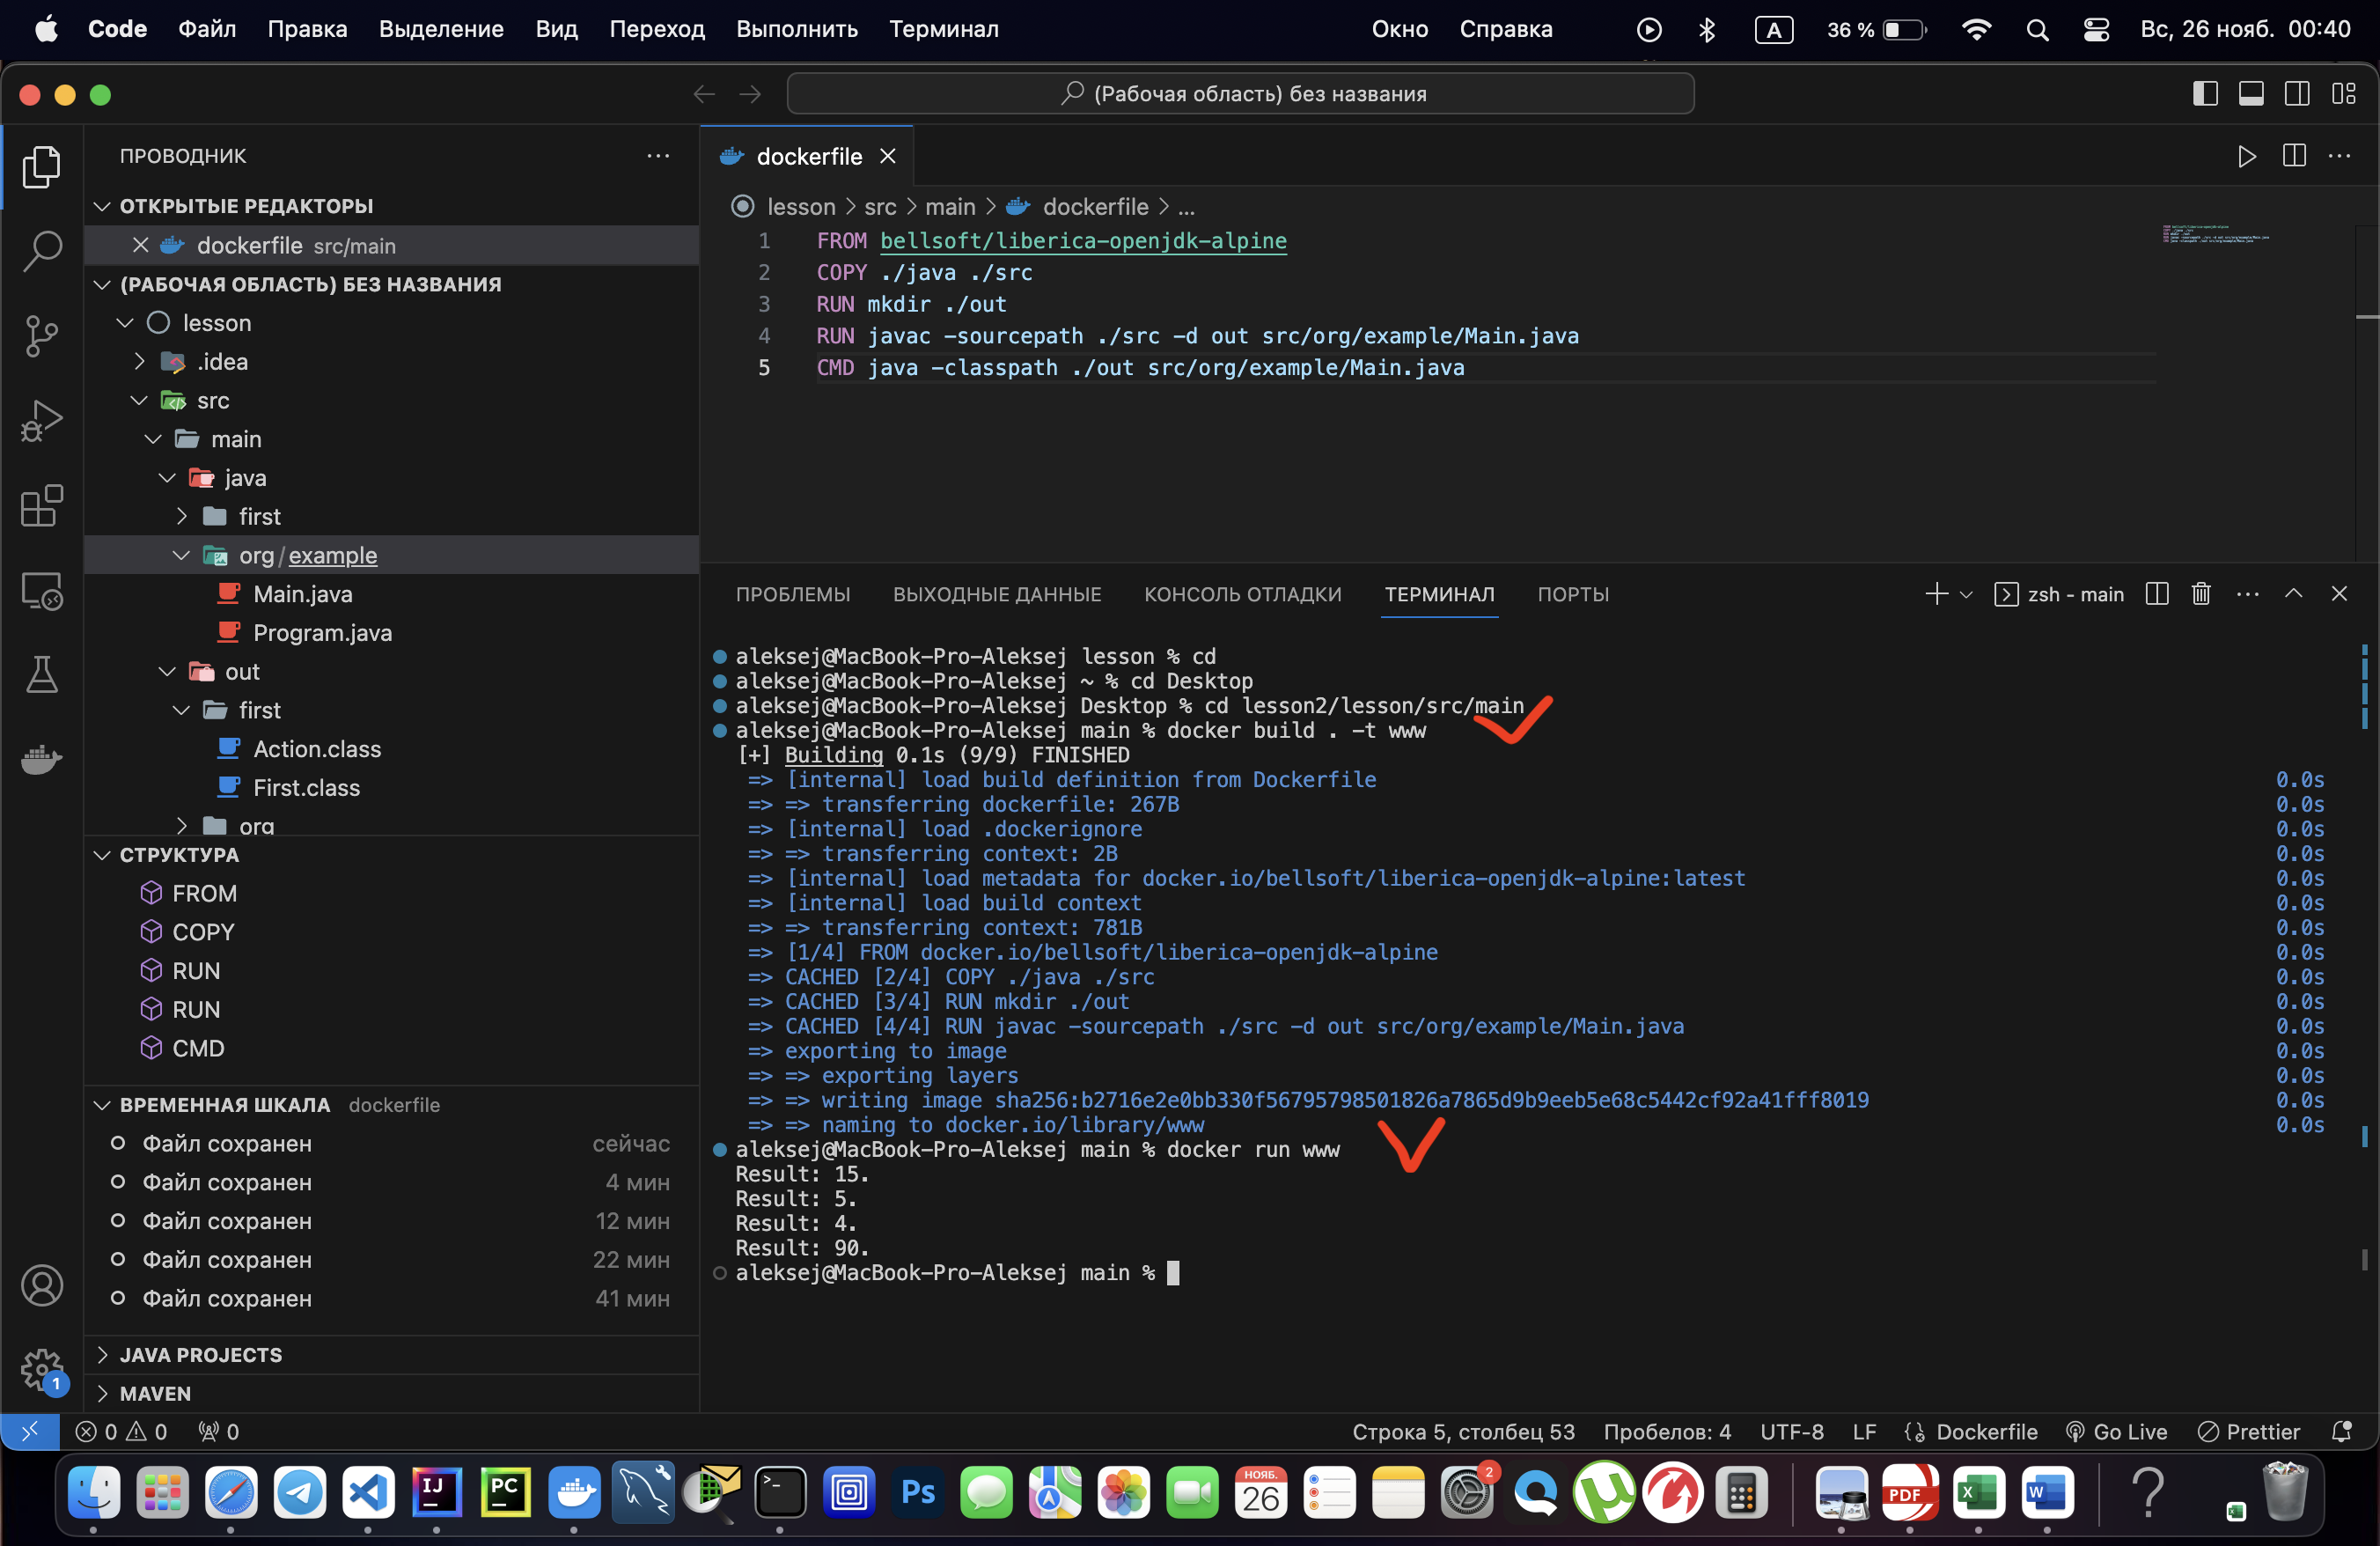 Code Файл Правка Выделение Вид Переход Выполнить Терминал Окно Справка A 36 % Вс, 26 нояб. 00:40
(Рабочая область) без названия
ПРОВОДНИК
ОТКРЫТЫЕ РЕДАКТОРЫ
dockerfile src/main
(РАБОЧАЯ ОБЛАСТЬ) БЕЗ НАЗВАНИЯ
lesson
.idea
src
main
java
first
org/example
Main.java
Program.java
out
first
Action.class
First.class
org
СТРУКТУРА
FROM
COPY
RUN
RUN
CMD
ВРЕМЕННАЯ ШКАЛА dockerfile
Файл сохранен сейчас
Файл сохранен 4 мин
Файл сохранен 12 мин
Файл сохранен 22 мин
Файл сохранен 41 мин
JAVA PROJECTS
MAVEN
1
dockerfile
lesson > src > main > dockerfile > ...
1 FROM bellsoft/liberica-openjdk-alpine
2 COPY ./java ./src
3 RUN mkdir ./out
4 RUN javac -sourcepath ./src -d out src/org/example/Main.java
5 CMD java -classpath ./out src/org/example/Main.java
ПРОБЛЕМЫ ВЫХОДНЫЕ ДАННЫЕ КОНСОЛЬ ОТЛАДКИ ТЕРМИНАЛ ПОРТЫ zsh - main
aleksej@MacBook-Pro-Aleksej lesson % cd
aleksej@MacBook-Pro-Aleksej ~ % cd Desktop
aleksej@MacBook-Pro-Aleksej Desktop % cd lesson2/lesson/src/main
aleksej@MacBook-Pro-Aleksej main % docker build . -t www
[+] Building 0.1s (9/9) FINISHED
=> [internal] load build definition from Dockerfile 0.0s
=> => transferring dockerfile: 267B 0.0s
=> [internal] load .dockerignore 0.0s
=> => transferring context: 2B 0.0s
=> [internal] load metadata for docker.io/bellsoft/liberica-openjdk-alpine:latest 0.0s
=> [internal] load build context 0.0s
=> => transferring context: 781B 0.0s
=> [1/4] FROM docker.io/bellsoft/liberica-openjdk-alpine 0.0s
=> CACHED [2/4] COPY ./java ./src 0.0s
=> CACHED [3/4] RUN mkdir ./out 0.0s
=> CACHED [4/4] RUN javac -sourcepath ./src -d out src/org/example/Main.java 0.0s
=> exporting to image 0.0s
=> => exporting layers 0.0s
=> => writing image sha256:b2716e2e0bb330f56795798501826a7865d9b9eeb5e68c5442cf92a41fff8019 0.0s
=> => naming to docker.io/library/www 0.0s
aleksej@MacBook-Pro-Aleksej main % docker run www
Result: 15.
Result: 5.
Result: 4.
Result: 90.
aleksej@MacBook-Pro-Aleksej main %
0 0 0 Строка 5, столбец 53 Пробелов: 4 UTF-8 LF Dockerfile Go Live Prettier
IJ PC >_ Ps НОЯБ. 26 2 PDF X W ?